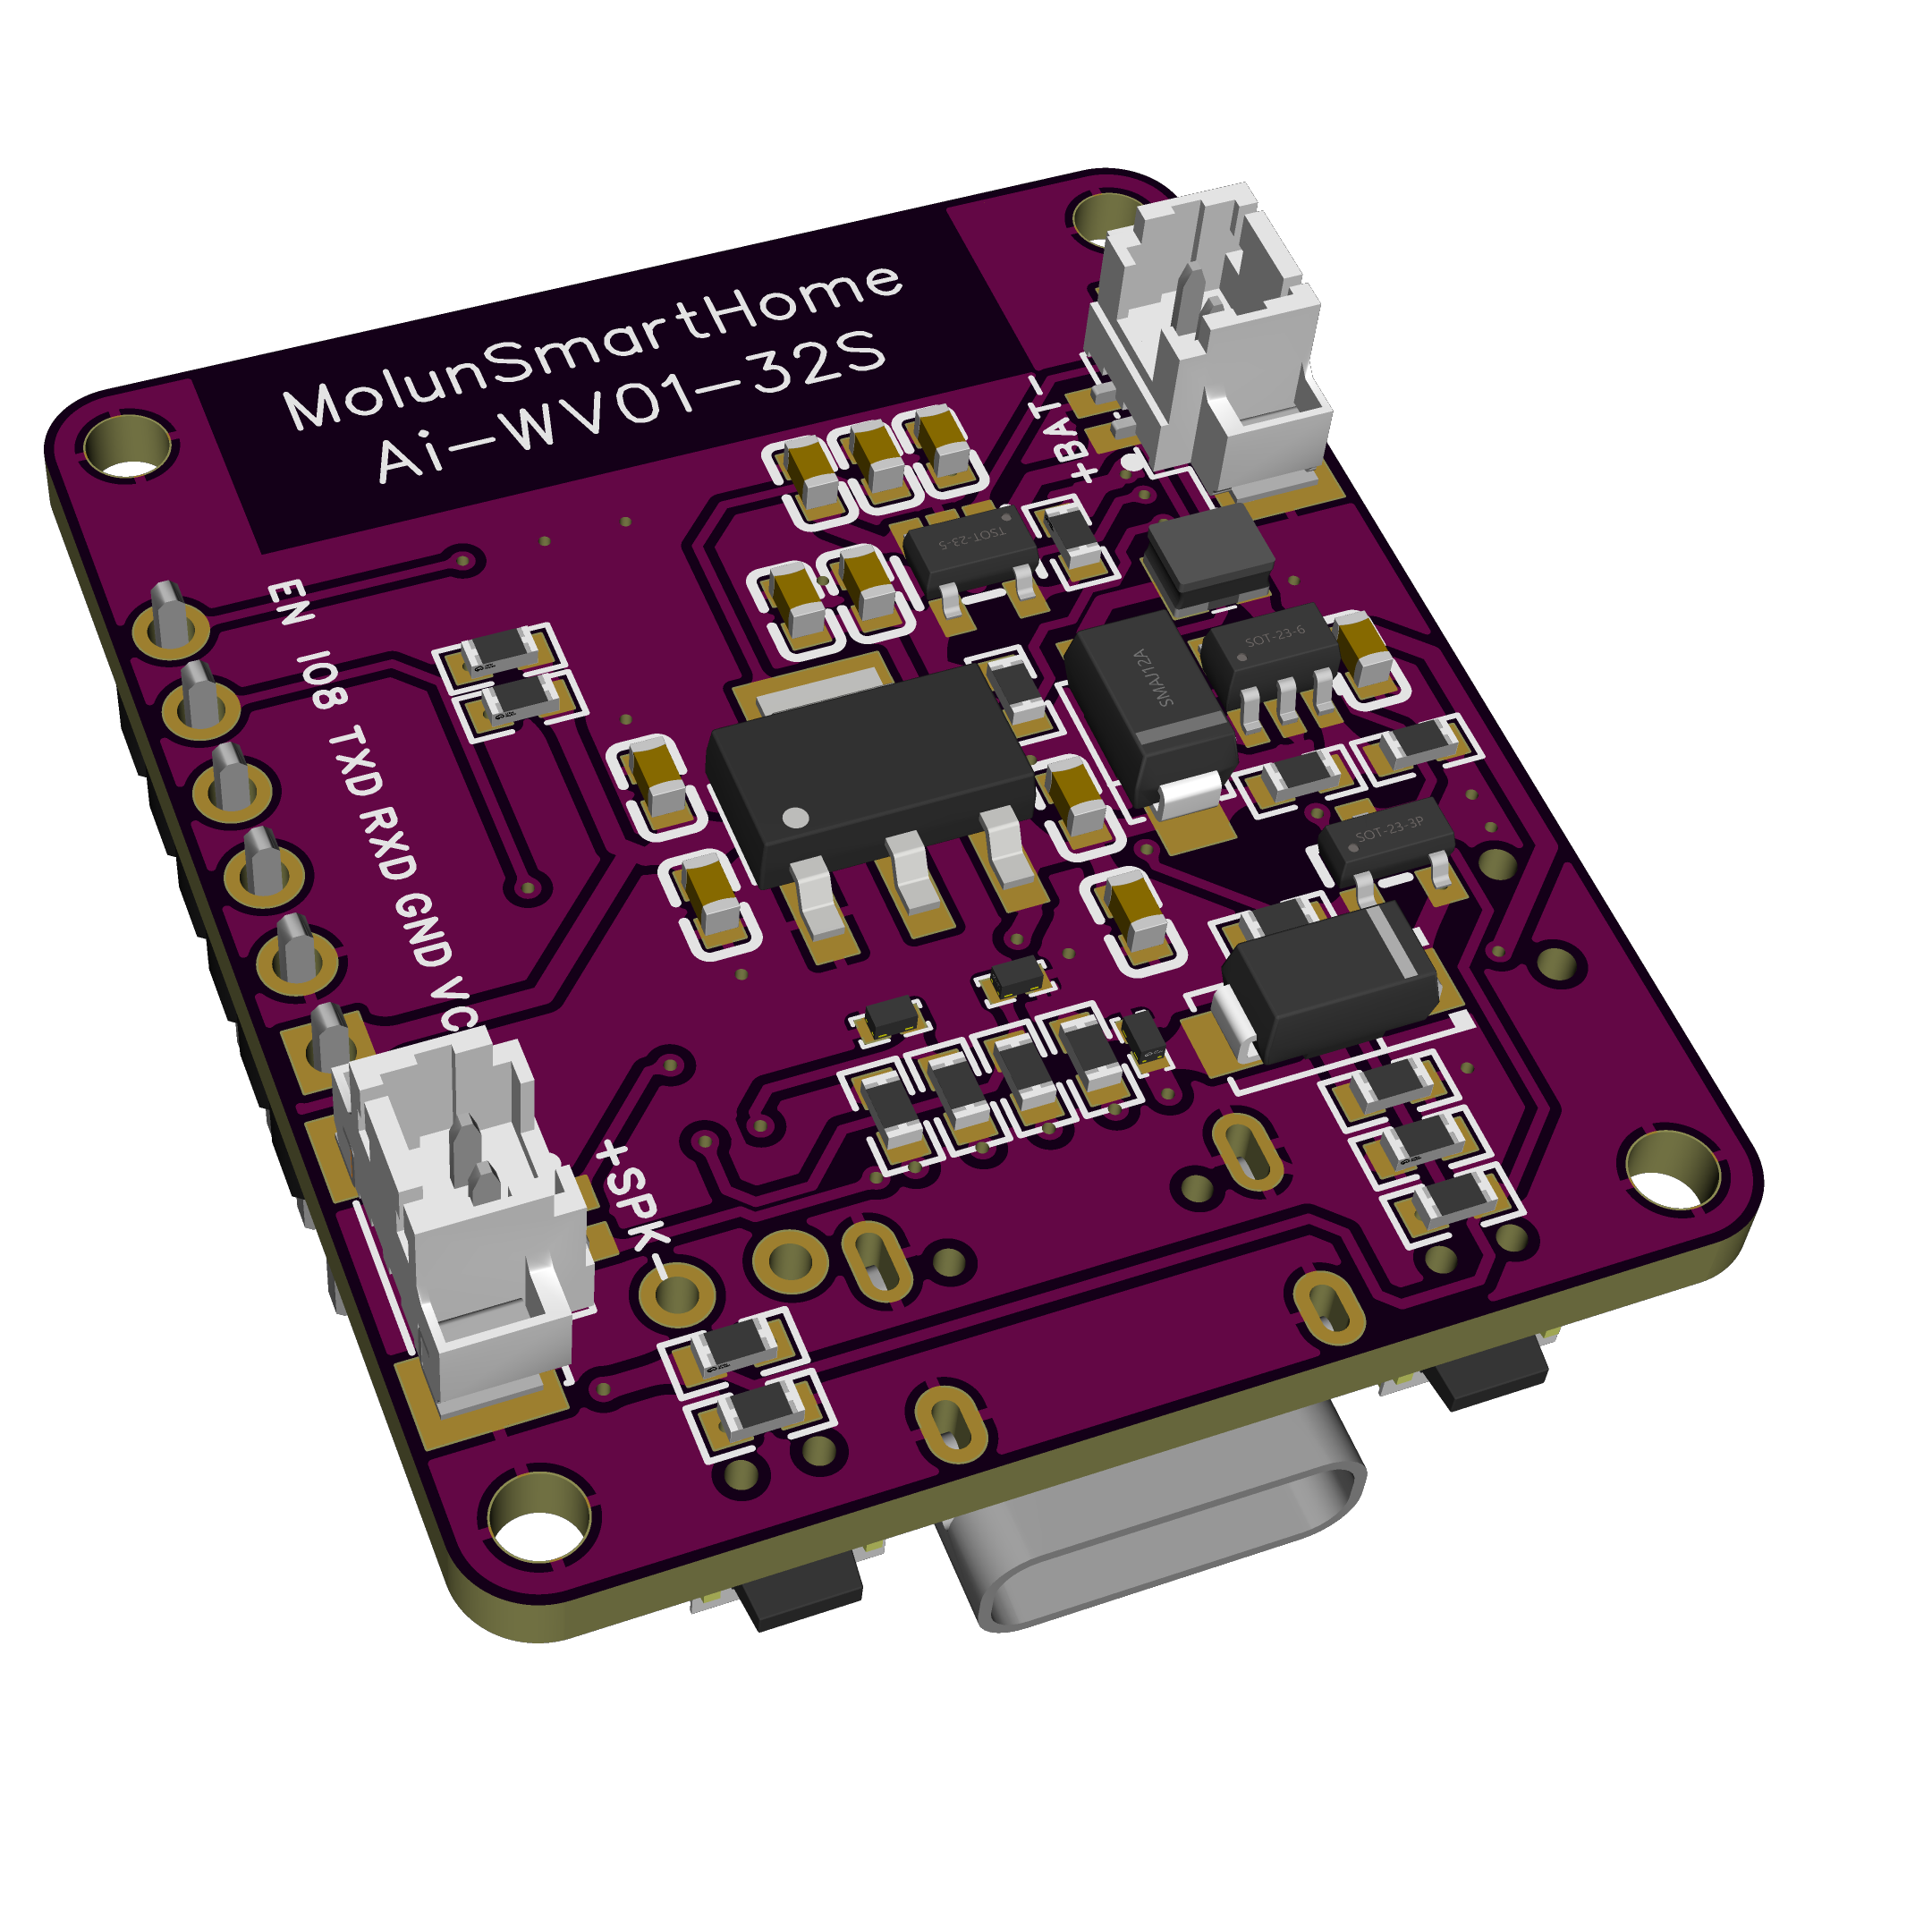 MolunSmartHome
Ai-WV01-32S
-BAT+
TSOT-23-5
EN
IO8
TXD
RXD
GND
VC
SMAJ12A
SOT-23-6
SOT-23-3P
+SPK-